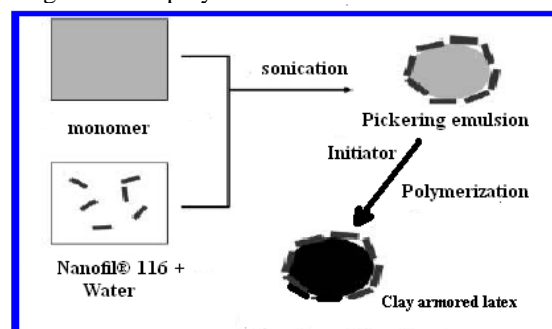 sonication
monomer
Pickering emulsion
Initiator
Polymerization
Nanofil® 116 +
Water
Clay armored latex